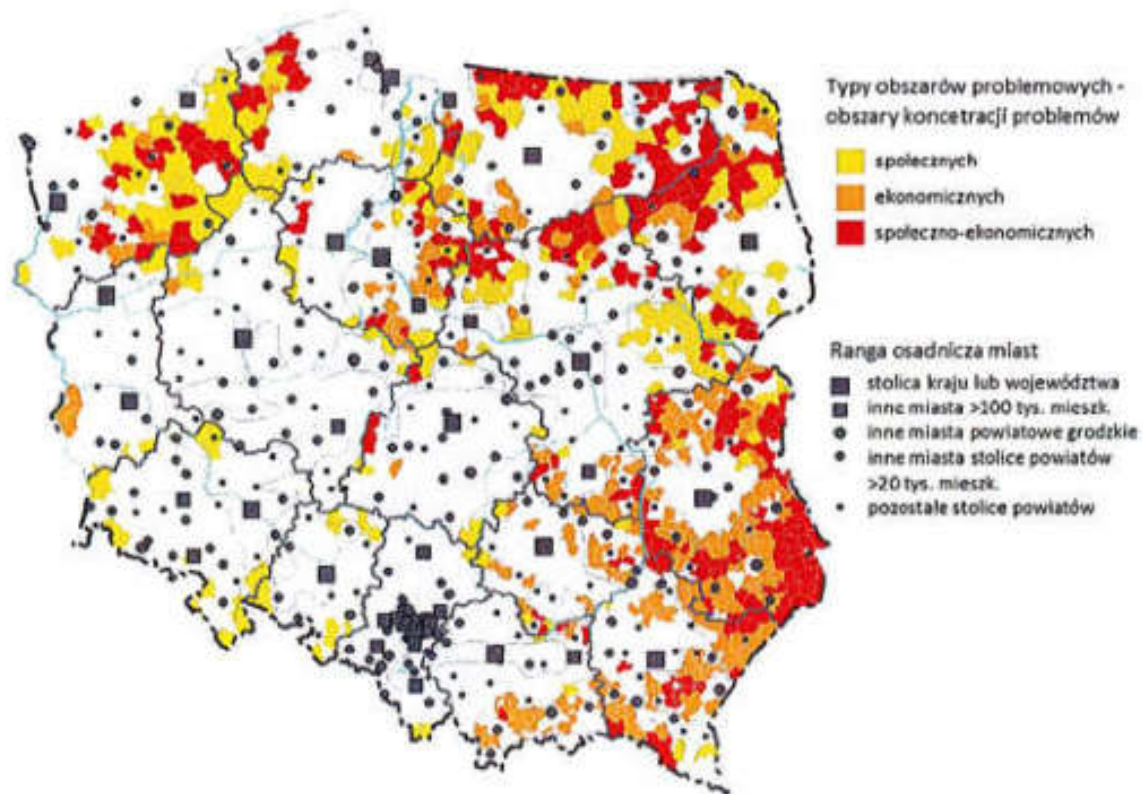 Typy obszarów problemowych -
obszary koncetracji problemów
społecznych
ekonomicznych
społeczno-ekonomicznych
Ranga osadnicza miast
stolica kraju lub województwa
inne miasta >100 tys. mieszk.
inne miasta powiatowe grodzkie
inne miasta stolice powiatów
>20 tys. mieszk.
pozostałe stolice powiatów